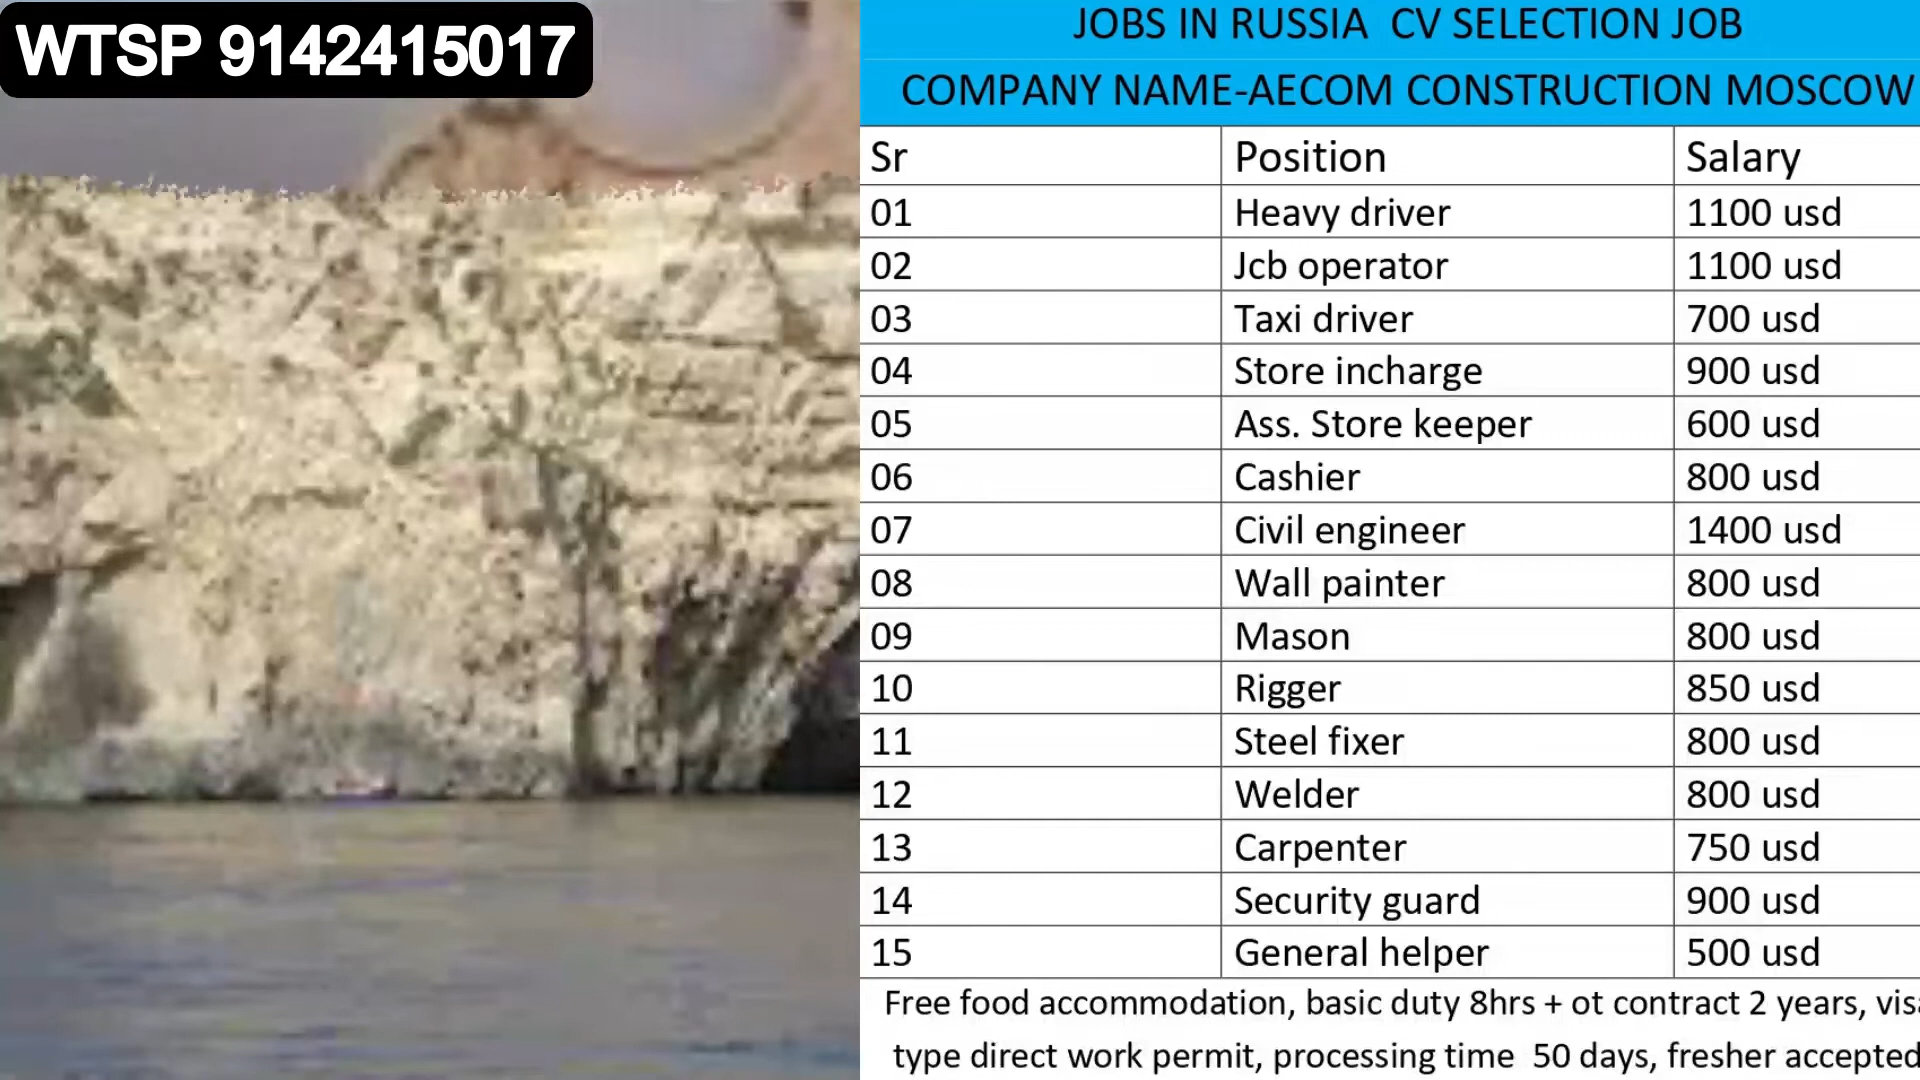 WTSP 9142415017
JOBS IN RUSSIA CV SELECTION JOB
COMPANY NAME-AECOM CONSTRUCTION MOSCOW
Sr Position Salary
01 Heavy driver 1100 usd
02 Jcb operator 1100 usd
03 Taxi driver 700 usd
04 Store incharge 900 usd
05 Ass. Store keeper 600 usd
06 Cashier 800 usd
07 Civil engineer 1400 usd
08 Wall painter 800 usd
09 Mason 800 usd
10 Rigger 850 usd
11 Steel fixer 800 usd
12 Welder 800 usd
13 Carpenter 750 usd
14 Security guard 900 usd
15 General helper 500 usd
Free food accommodation, basic duty 8hrs + ot contract 2 years,
type direct work permit, processing time 50 days, fresher accepted